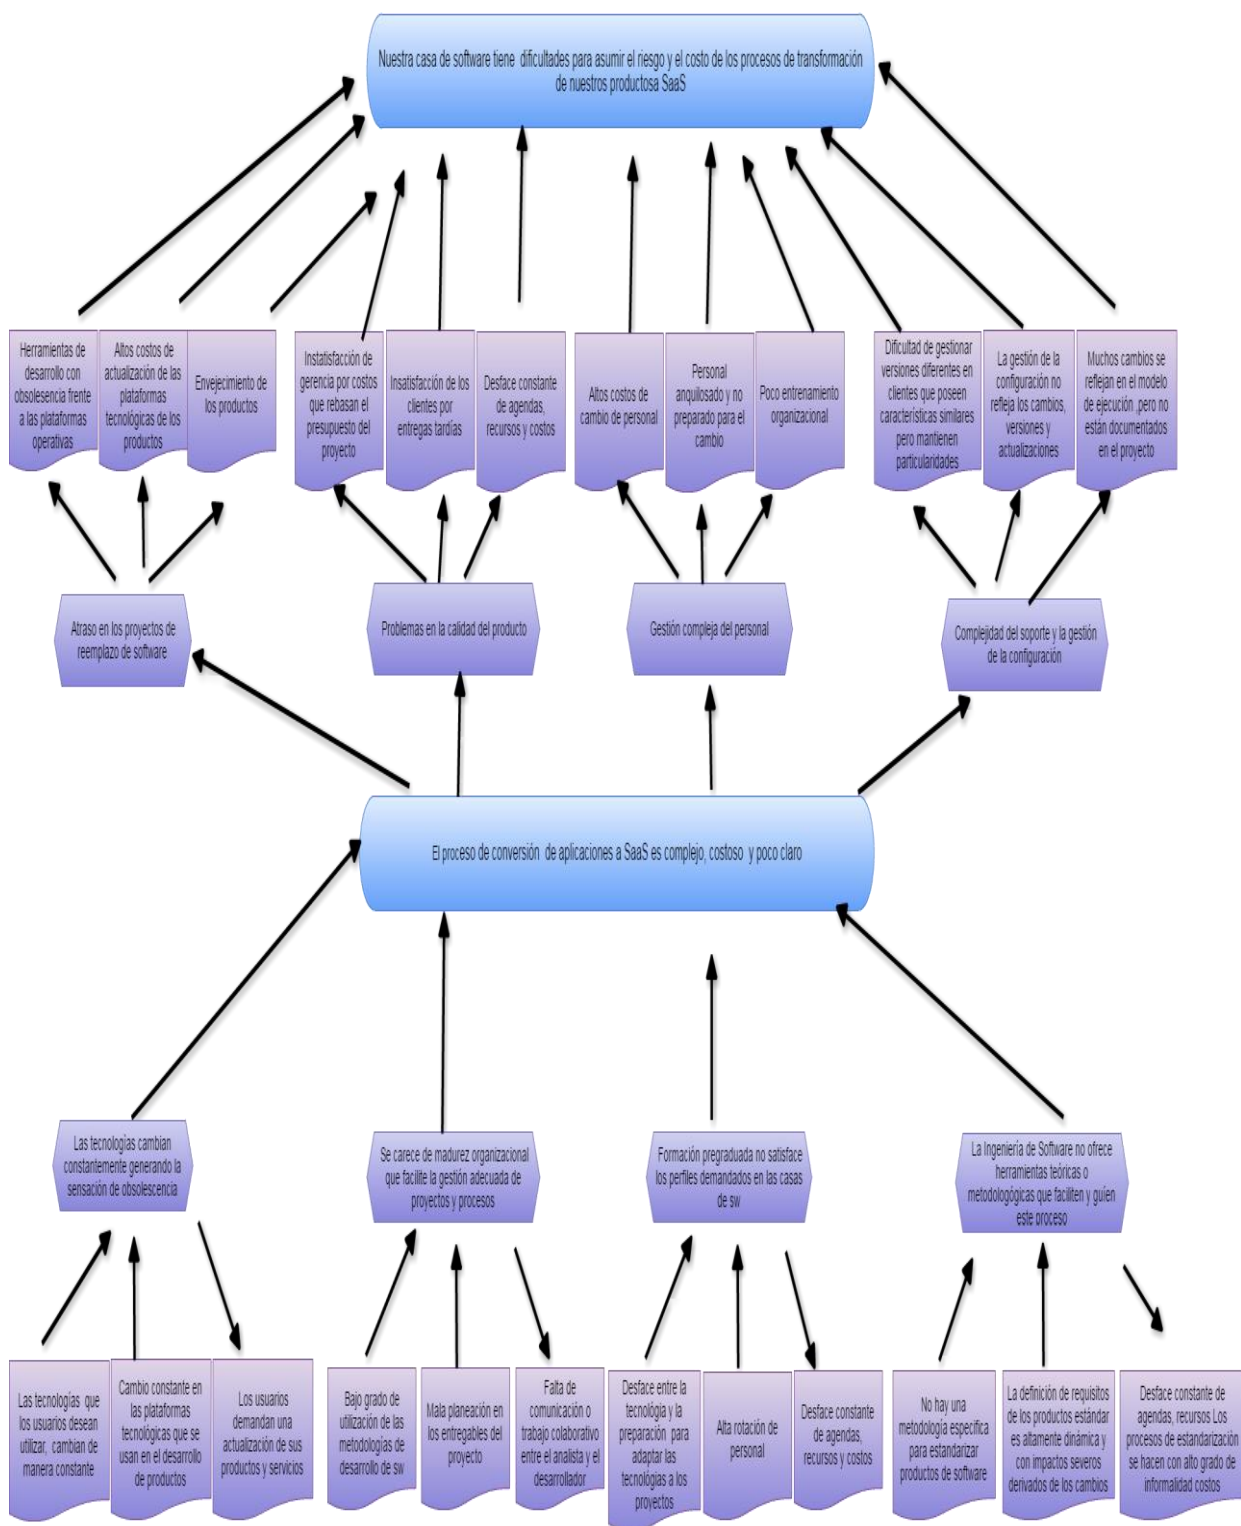 Nuestra casa de software tiene dificultades para asumir el riesgo y el costo de los procesos de transformación
de nuestros productosa SaaS
Herramientas de
desarrollo con
obsolesencia frente
a las plataformas
operativas
Altos costos de
actualización de las
plataformas
tecnológicas de los
productos
Envejecimiento de
los productos
Instatisfacción de
gerencia por costos
que rebasan el
presupuesto del
proyecto
Insatisfacción de los
clientes por
entregas tardías
Desface constante
de agendas,
recursos y costos
Altos costos de
cambio de personal
Personal
anquilosado y no
preparado para el
cambio
Poco entrenamiento
organizacional
Dificultad de gestionar
versiones diferentes en
clientes que poseen
características similares
pero mantienen
particularidades
La gestión de la
configuración no
refleja los cambios,
versiones y
actualizaciones
Muchos cambios se
reflejan en el modelo
de ejecución ,pero no
están documentados
en el proyecto
Atraso en los proyectos de
reemplazo de software
Problemas en la calidad del producto
Gestión compleja del personal
Complejidad del soporte y la gestión
de la configuración
El proceso de conversión de aplicaciones a SaaS es complejo, costoso y poco claro
Las tecnologías cambian
constantemente generando la
sensación de obsolescencia
Se carece de madurez organizacional
que facilite la gestión adecuada de
proyectos y procesos
Formación pregraduada no satisface
los perfiles demandados en las casas
de sw
La Ingeniería de Software no ofrece
herramientas teóricas o
metodologógicas que faciliten y guíen
este proceso
Las tecnologías que
los usuarios desean
utilizar, cambian de
manera constante
Cambio constante en
las plataformas
tecnológicas que se
usan en el desarrollo
de productos
Los usuarios
demandan una
actualización de sus
productos y servicios
Bajo grado de
utilización de las
metodologías de
desarrollo de sw
Mala planeación en
los entregables del
proyecto
Falta de
comunicación o
trabajo colaborativo
entre el analista y el
desarrollador
Desface entre la
tecnológia y la
preparación para
adaptar las
tecnologías a los
proyectos
Alta rotación de
personal
Desface constante
de agendas,
recursos y costos
No hay una
metodología especifica
para estandarizar
productos de software
La definición de requisitos
de los productos estándar
es altamente dinámica y
con impactos severos
derivados de los cambios
Desface constante de
agendas, recursos Los
procesos de estandarización
se hacen con alto grado de
informalidad costos